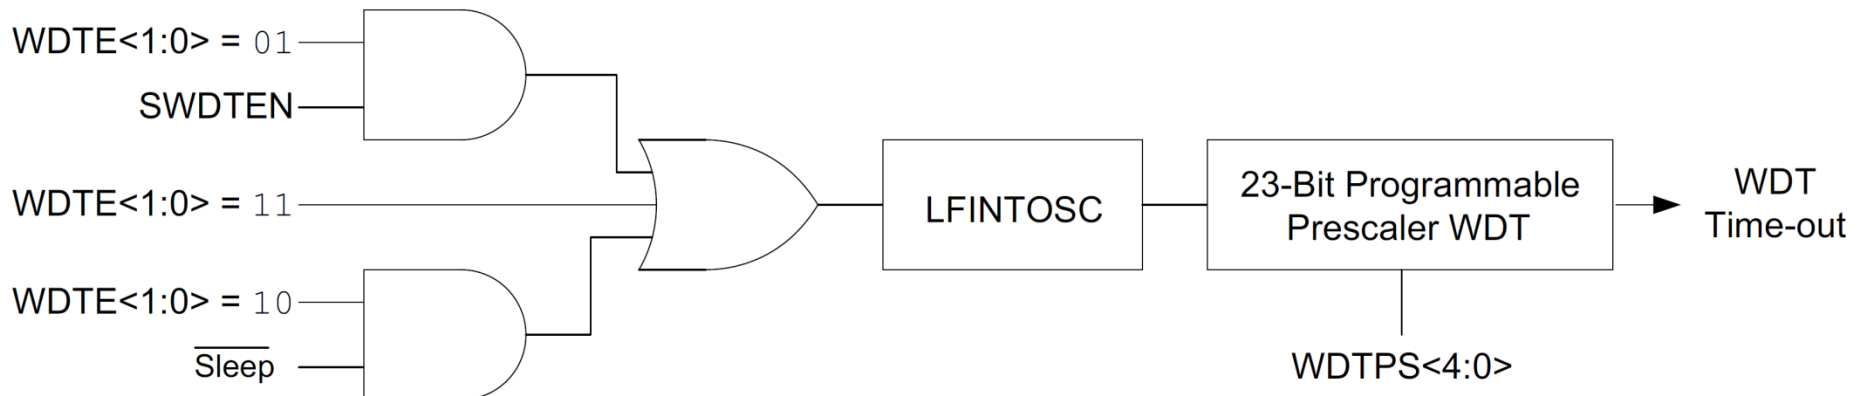 WDTE<1:0> = 01
SWDTEN
WDTE<1:0> = 11
WDTE<1:0> = 10
Sleep
LFINTOSC
23-Bit Programmable
Prescaler WDT
WDTPS<4:0>
WDT
Time-out